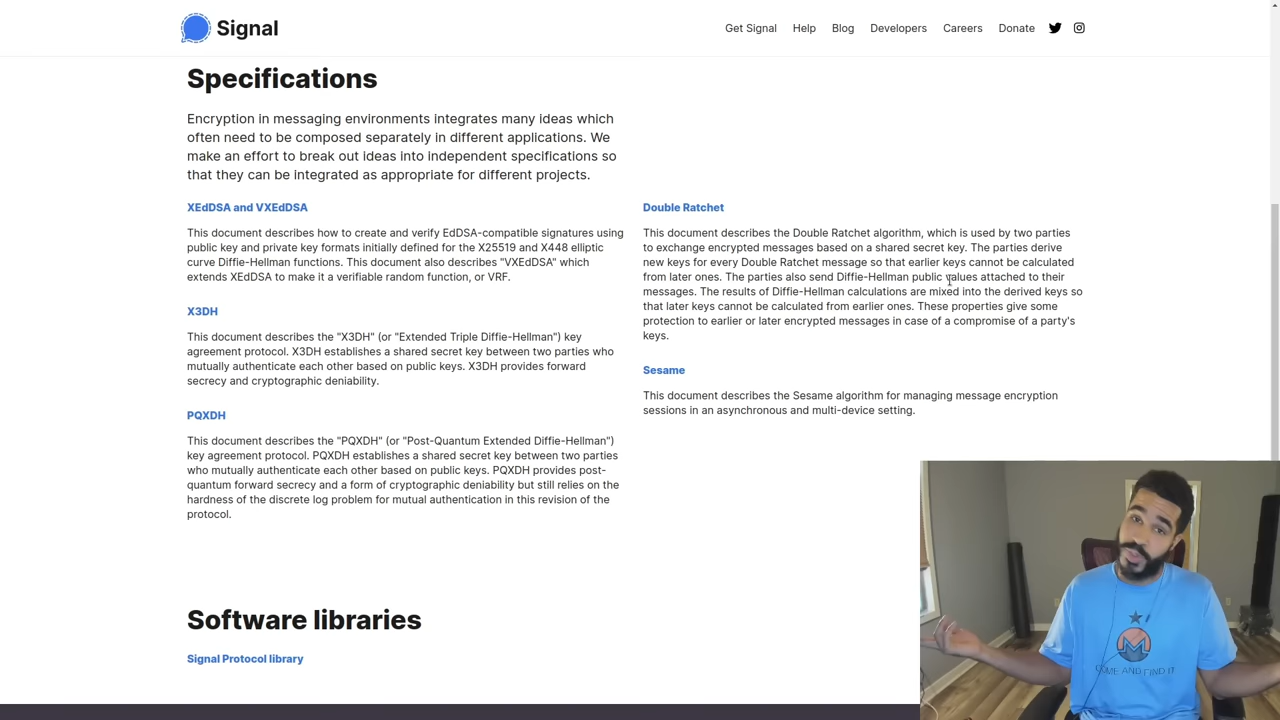 Signal
Get Signal
Help
Blog
Developers
Careers
Donate
Specifications
Encryption in messaging environments integrates many ideas which
often need to be composed separately in different applications. We
make an effort to break out ideas into independent specifications so
that they can be integrated as appropriate for different projects.
XEdDSA and VXEdDSA
This document describes how to create and verify EdDSA-compatible signatures using
public key and private key formats initially defined for the X25519 and X448 elliptic
curve Diffie-Hellman functions. This document also describes "VXEdDSA" which
extends XEdDSA to make it a verifiable random function, or VRF.
X3DH
This document describes the "X3DH" (or "Extended Triple Diffie-Hellman") key
agreement protocol. X3DH establishes a shared secret key between two parties who
mutually authenticate each other based on public keys. X3DH provides forward
secrecy and cryptographic deniability.
PQXDH
This document describes the "PQXDH" (or "Post-Quantum Extended Diffie-Hellman")
key agreement protocol. PQXDH establishes a shared secret key between two parties
who mutually authenticate each other based on public keys. PQXDH provides post-
quantum forward secrecy and a form of cryptographic deniability but still relies on the
hardness of the discrete log problem for mutual authentication in this revision of the
protocol.
Double Ratchet
This document describes the Double Ratchet algorithm, which is used by two parties
to exchange encrypted messages based on a shared secret key. The parties derive
new keys for every Double Ratchet message so that earlier keys cannot be calculated
from later ones. The parties also send Diffie-Hellman public values attached to their
messages. The results of Diffie-Hellman calculations are mixed into the derived keys so
that later keys cannot be calculated from earlier ones. These properties give some
protection to earlier or later encrypted messages in case of a compromise of a party's
keys.
Sesame
This document describes the Sesame algorithm for managing message encryption
sessions in an asynchronous and multi-device setting.
Software libraries
Signal Protocol library
COME AND FIND IT